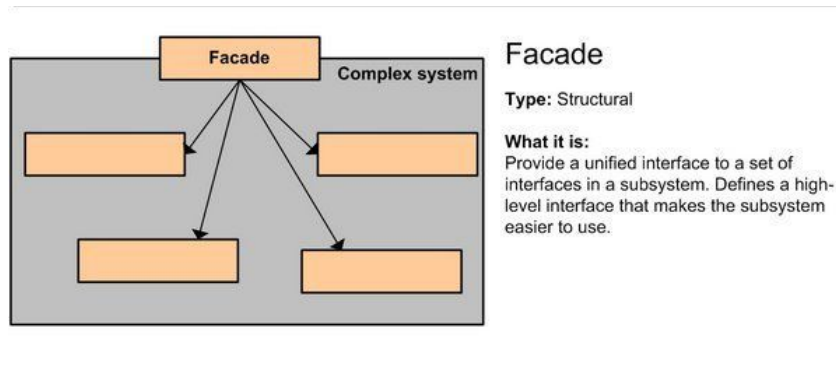 Facade
Complex system
Facade
Type: Structural
What it is:
Provide a unified interface to a set of
interfaces in a subsystem. Defines a high-
level interface that makes the subsystem
easier to use.